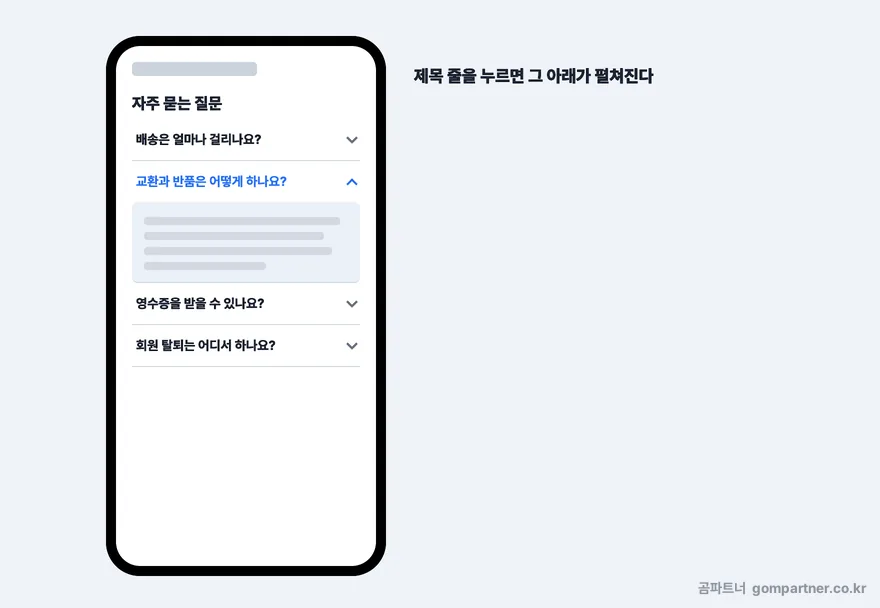 자주 묻는 질문
배송은 얼마나 걸리나요?
교환과 반품은 어떻게 하나요?
영수증을 받을 수 있나요?
회원 탈퇴는 어디서 하나요?
제목 줄을 누르면 그 아래가 펼쳐진다
곰파트너 gompartner.co.kr